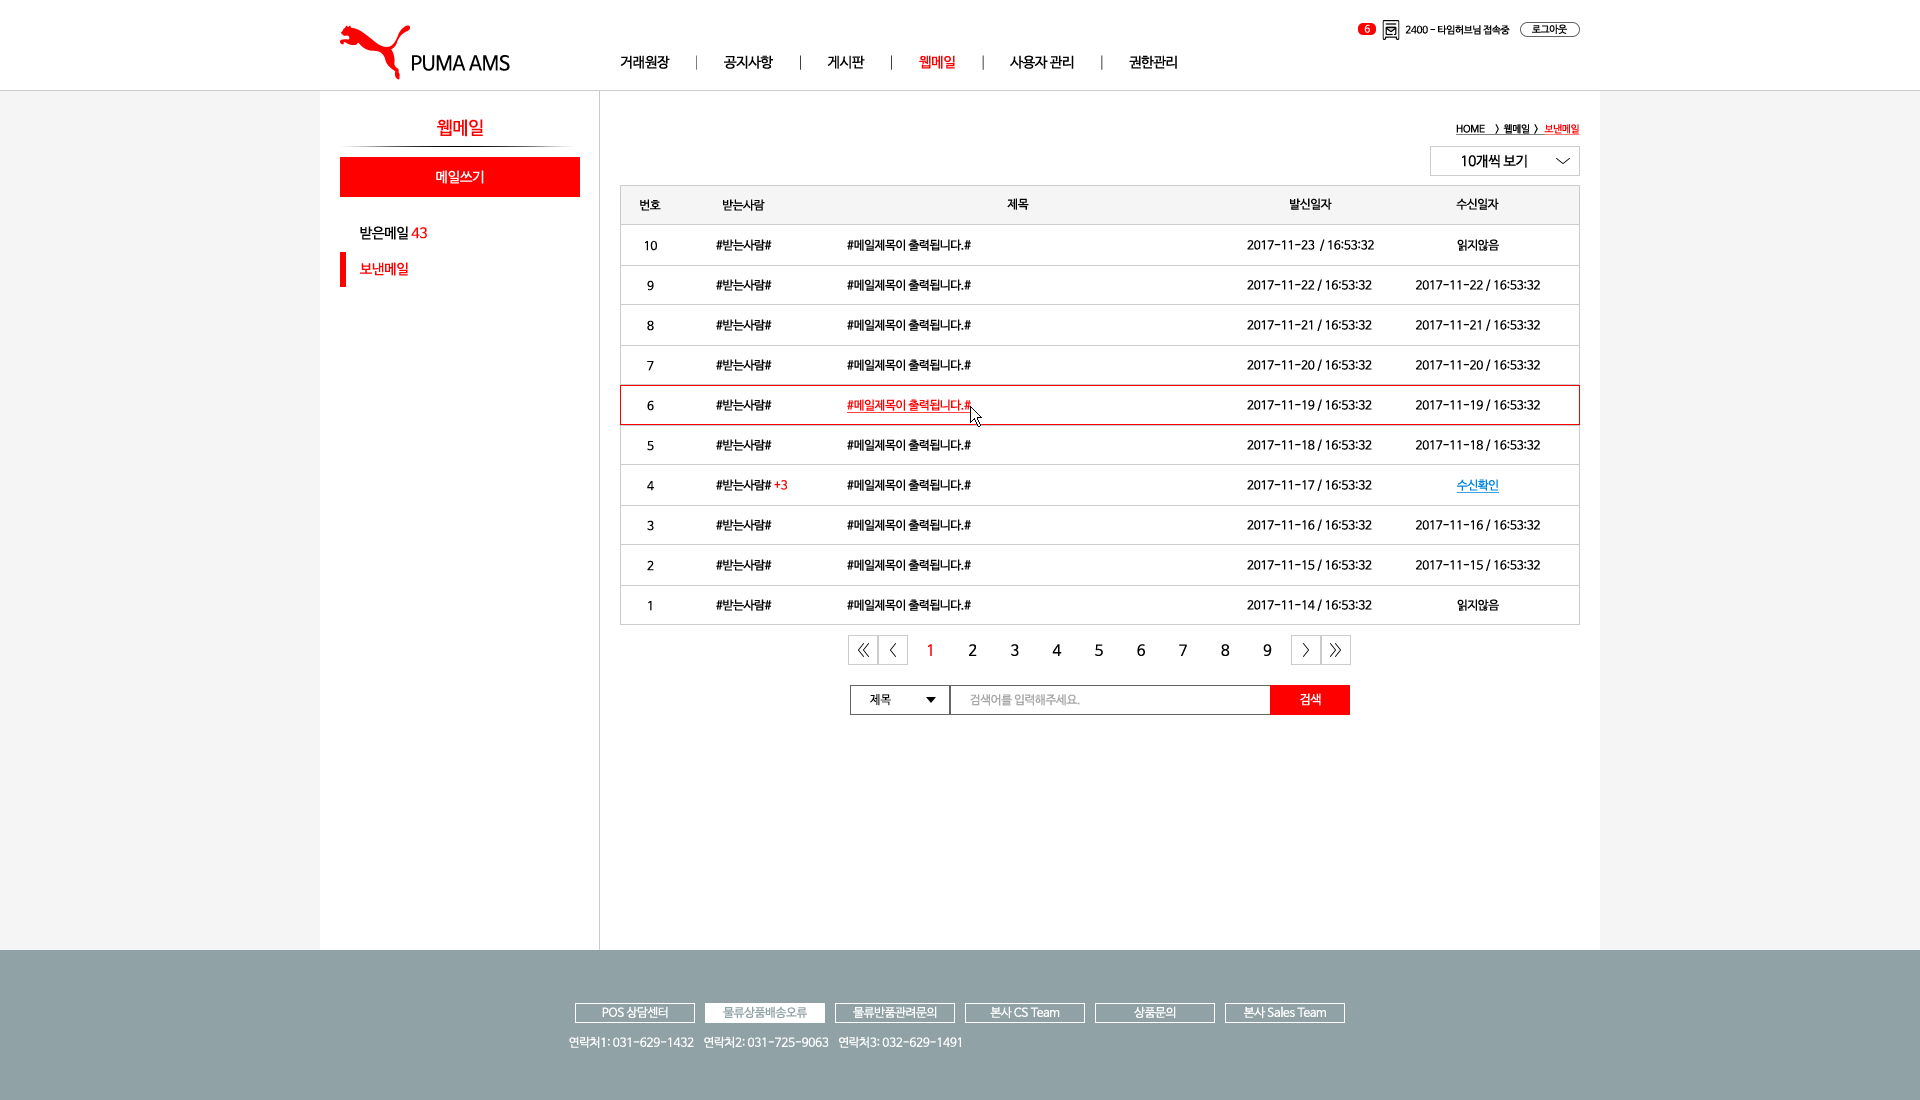 6 2400 - 타임허브님 접속중 로그아웃
PUMA AMS
거래원장 | 공지사항 | 게시판 | 웹메일 | 사용자 관리 | 권한관리
웹메일
메일쓰기
받은메일 43
보낸메일
HOME > 웹메일 > 보낸메일
10개씩 보기
번호 받는사람 제목 발신일자 수신일자
10 #받는사람# #메일제목이 출력됩니다.# 2017-11-23 / 16:53:32 읽지않음
9 #받는사람# #메일제목이 출력됩니다.# 2017-11-22 / 16:53:32 2017-11-22 / 16:53:32
8 #받는사람# #메일제목이 출력됩니다.# 2017-11-21 / 16:53:32 2017-11-21 / 16:53:32
7 #받는사람# #메일제목이 출력됩니다.# 2017-11-20 / 16:53:32 2017-11-20 / 16:53:32
6 #받는사람# #메일제목이 출력됩니다.# 2017-11-19 / 16:53:32 2017-11-19 / 16:53:32
5 #받는사람# #메일제목이 출력됩니다.# 2017-11-18 / 16:53:32 2017-11-18 / 16:53:32
4 #받는사람# +3 #메일제목이 출력됩니다.# 2017-11-17 / 16:53:32 수신확인
3 #받는사람# #메일제목이 출력됩니다.# 2017-11-16 / 16:53:32 2017-11-16 / 16:53:32
2 #받는사람# #메일제목이 출력됩니다.# 2017-11-15 / 16:53:32 2017-11-15 / 16:53:32
1 #받는사람# #메일제목이 출력됩니다.# 2017-11-14 / 16:53:32 읽지않음
1 2 3 4 5 6 7 8 9
제목 검색어를 입력해주세요. 검색
POS 상담센터 물류상품배송오류 물류반품관려문의 본사 CS Team 상품문의 본사 Sales Team
연락처1: 031-629-1432 연락처2: 031-725-9063 연락처3: 032-629-1491